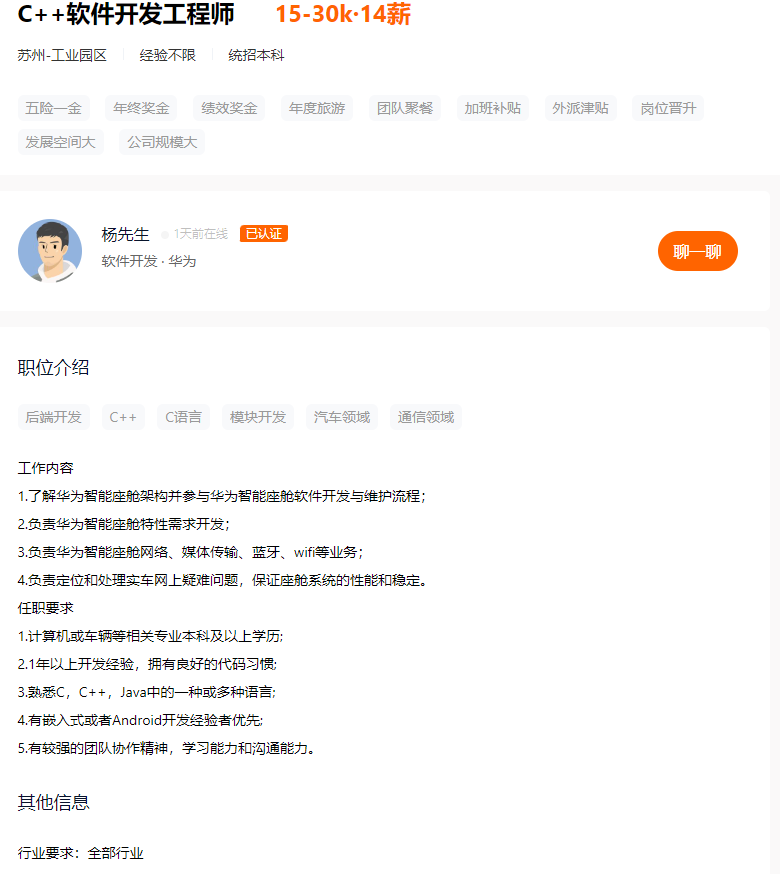 C++软件开发工程师 15-30k·14薪
苏州-工业园区 经验不限 统招本科
五险一金 年终奖金 绩效奖金 年度旅游 团队聚餐 加班补贴 外派津贴 岗位晋升
发展空间大 公司规模大
杨先生 1天前在线 已认证
软件开发 · 华为
聊一聊
职位介绍
后端开发 C++ C语言 模块开发 汽车领域 通信领域
工作内容
1.了解华为智能座舱架构并参与华为智能座舱软件开发与维护流程；
2.负责华为智能座舱特性需求开发；
3.负责华为智能座舱网络、媒体传输、蓝牙、wifi等业务；
4.负责定位和处理实车网上疑难问题，保证座舱系统的性能和稳定。
任职要求
1.计算机或车辆等相关专业本科及以上学历;
2.1年以上开发经验，拥有良好的代码习惯;
3.熟悉C，C++，Java中的一种或多种语言;
4.有嵌入式或者Android开发经验者优先;
5.有较强的团队协作精神，学习能力和沟通能力。
其他信息
行业要求：全部行业